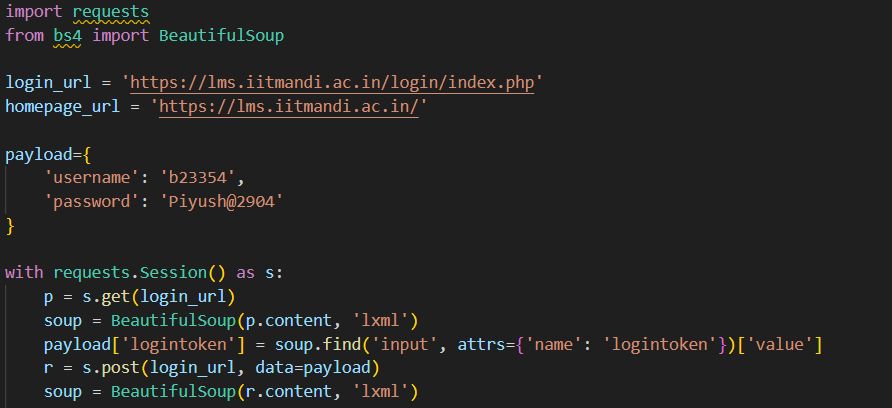 import requests
from bs4 import BeautifulSoup
login_url = 'https://lms.iitmandi.ac.in/login/index.php'
homepage_url = 'https://lms.iitmandi.ac.in/'
payload={
    'username': 'b23354',
    'password': 'Piyush@2904'
}
with requests.Session() as s:
    p = s.get(login_url)
    soup = BeautifulSoup(p.content, 'lxml')
    payload['logintoken'] = soup.find('input', attrs={'name': 'logintoken'})['value']
    r = s.post(login_url, data=payload)
    soup = BeautifulSoup(r.content, 'lxml')